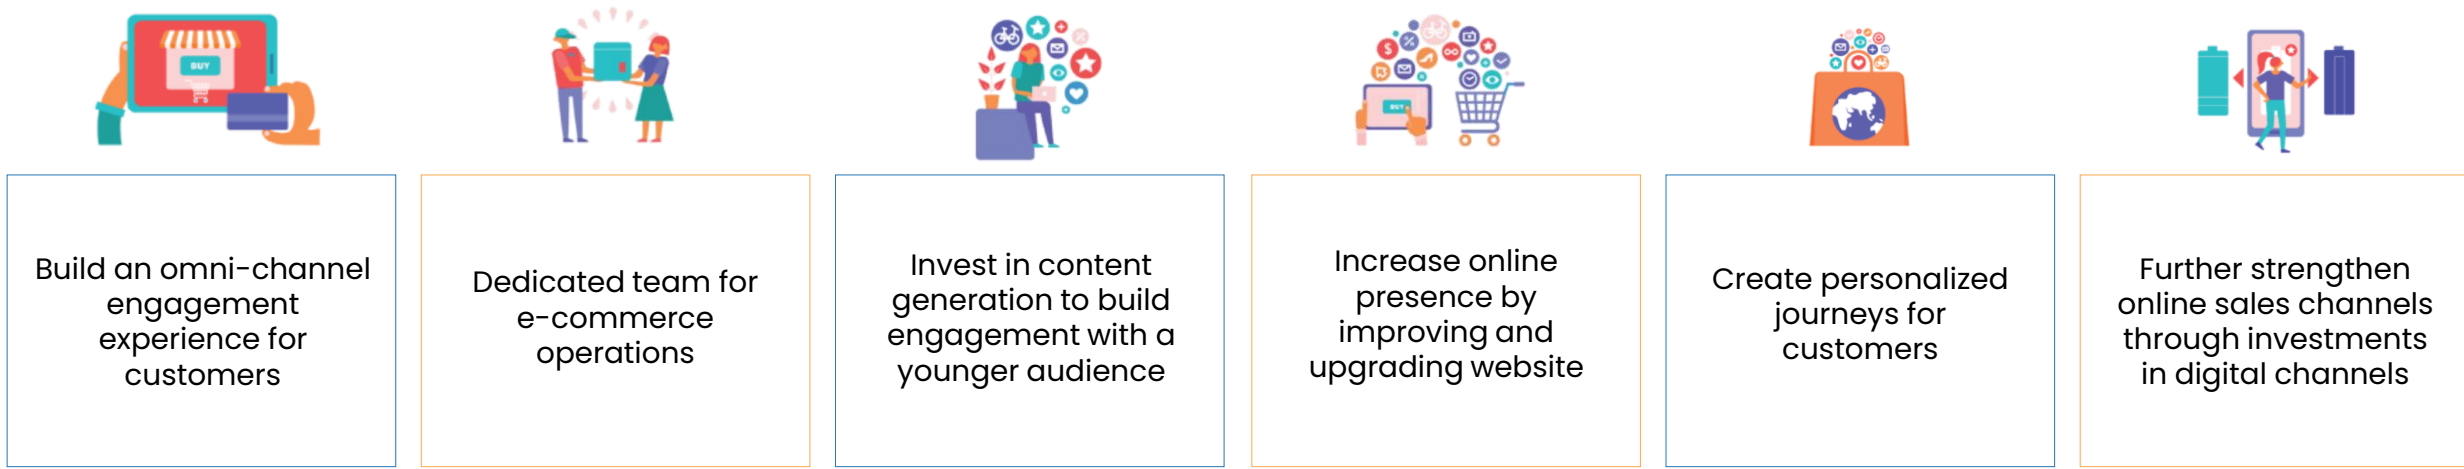 BUY
BUY
Build an omni-channel
engagement
experience for
customers
Dedicated team for
e-commerce
operations
Invest in content
generation to build
engagement with a
younger audience
Increase online
presence by
improving and
upgrading website
Create personalized
journeys for
customers
Further strengthen
online sales channels
through investments
in digital channels